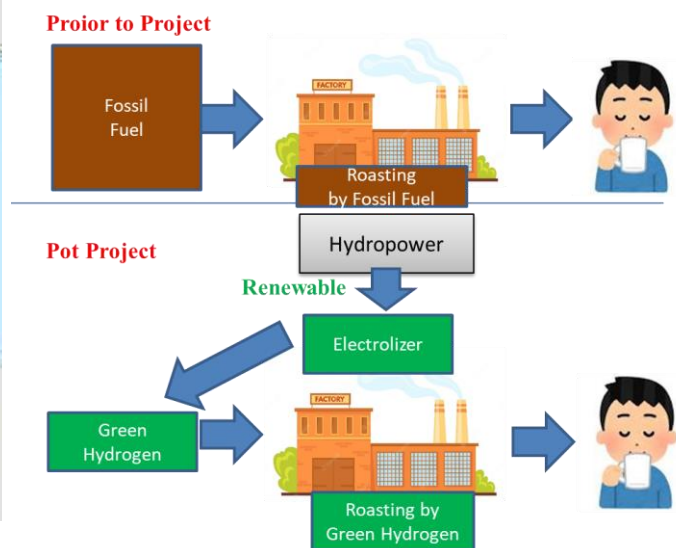 Proior to Project
Fossil
Fuel
FACTORY
Roasting
by Fossil Fuel
Pot Project
Hydropower
Renewable
Electrolizer
Green
Hydrogen
FACTORY
Roasting by
Green Hydrogen